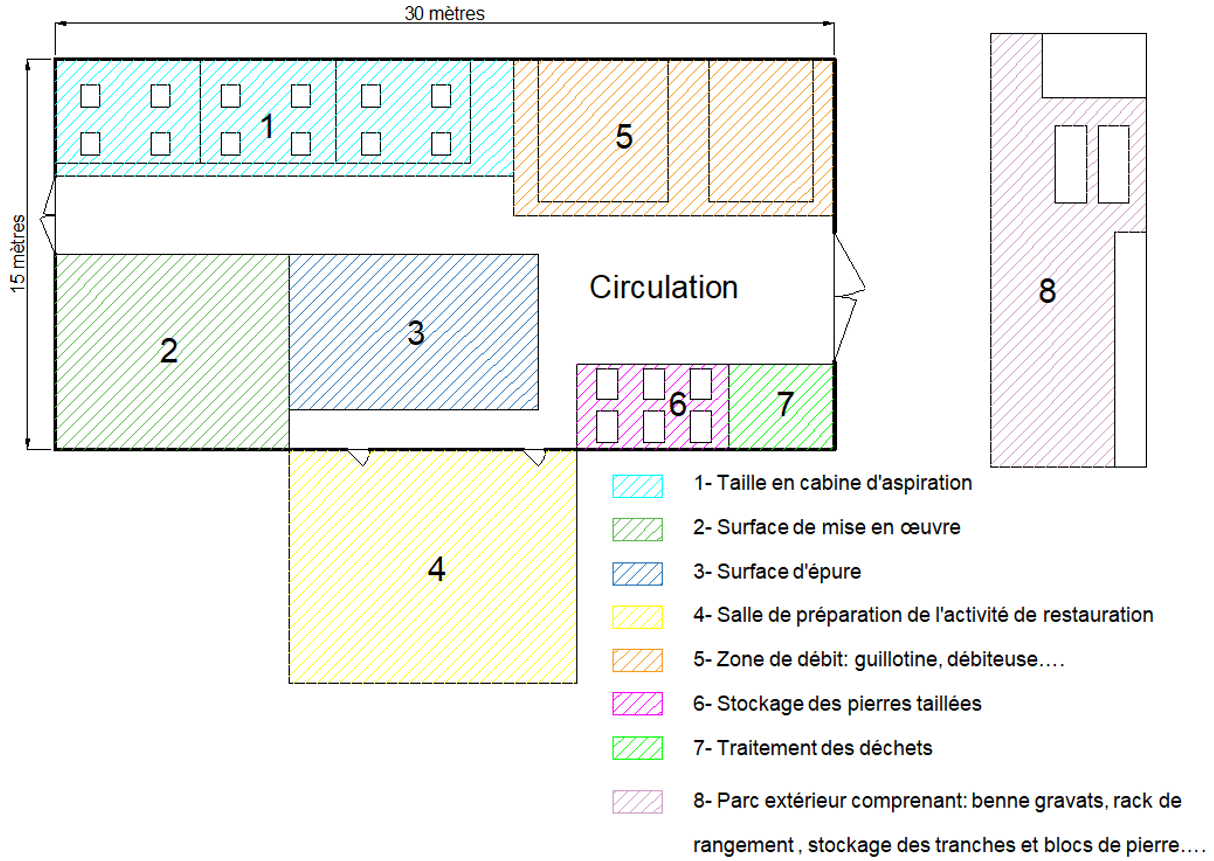 30 mètres
15 mètres
1
5
2
3
Circulation
8
6
7
4
1- Taille en cabine d'aspiration
2- Surface de mise en œuvre
3- Surface d'épure
4- Salle de préparation de l'activité de restauration
5- Zone de débit: guillotine, débiteuse….
6- Stockage des pierres taillées
7- Traitement des déchets
8- Parc extérieur comprenant: benne gravats, rack de
rangement , stockage des tranches et blocs de pierre….